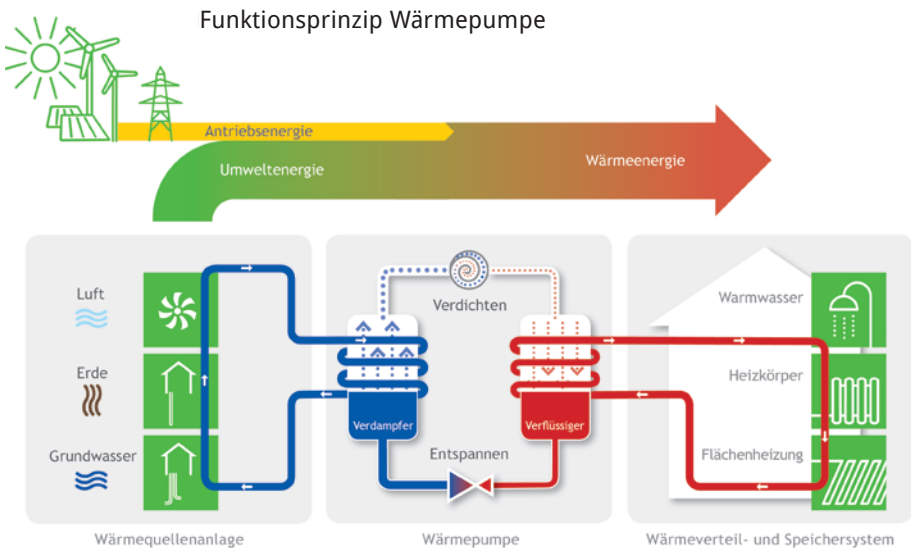 Funktionsprinzip Wärmepumpe
Antriebsenergie
Umweltenergie
Wärmeenergie
Luft
Erde
Grundwasser
Verdichten
Verdampfer
Verflüssiger
Entspannen
Warmwasser
Heizkörper
Flächenheizung
Wärmequellenanlage
Wärmepumpe
Wärmeverteil- und Speichersystem